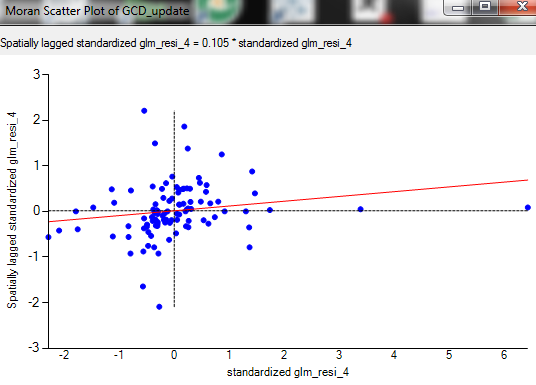 Moran Scatter Plot of GCD_update
Spatially lagged standardized glm_resi_4 = 0.105 * standardized glm_resi_4
Spatially lagged standardized glm_resi_4
3
2
1
0
-1
-2
-3
-2 -1 0 1 2 3 4 5 6
standardized glm_resi_4